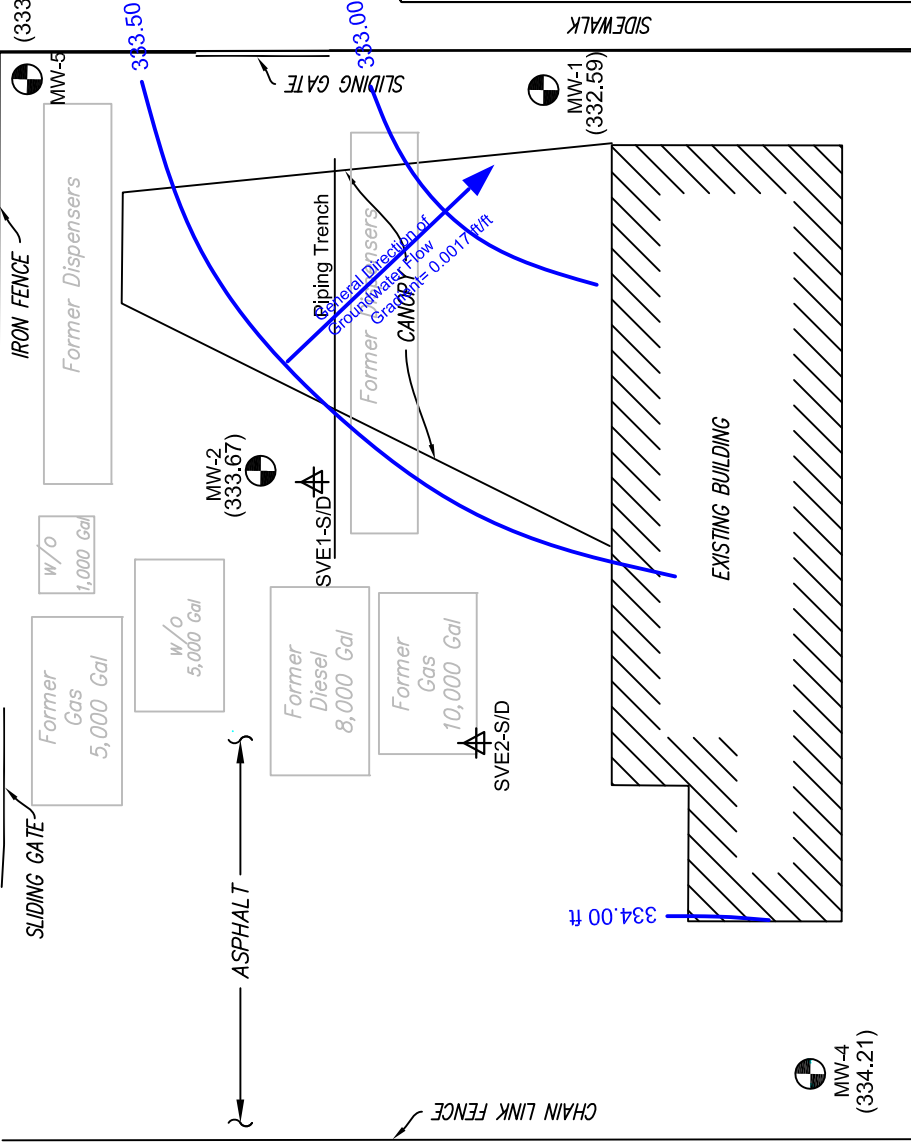 (333
333.50
333.00
SIDEWALK
MW-5
SLIDING GATE
MW-1
(332.59)
IRON FENCE
Former Dispensers
Piping Trench
Former Dispensers
General Direction of
Groundwater Flow
Gradient= 0.0017 ft/ft
CANOPY
MW-2
(333.67)
SVE1-S/D
EXISTING BUILDING
w/o
1,000 Gal
w/o
5,000 Gal
Former
Gas
5,000 Gal
Former
Diesel
8,000 Gal
Former
Gas
10,000 Gal
SVE2-S/D
SLIDING GATE
ASPHALT
334.00 ft
CHAIN LINK FENCE
MW-4
(334.21)